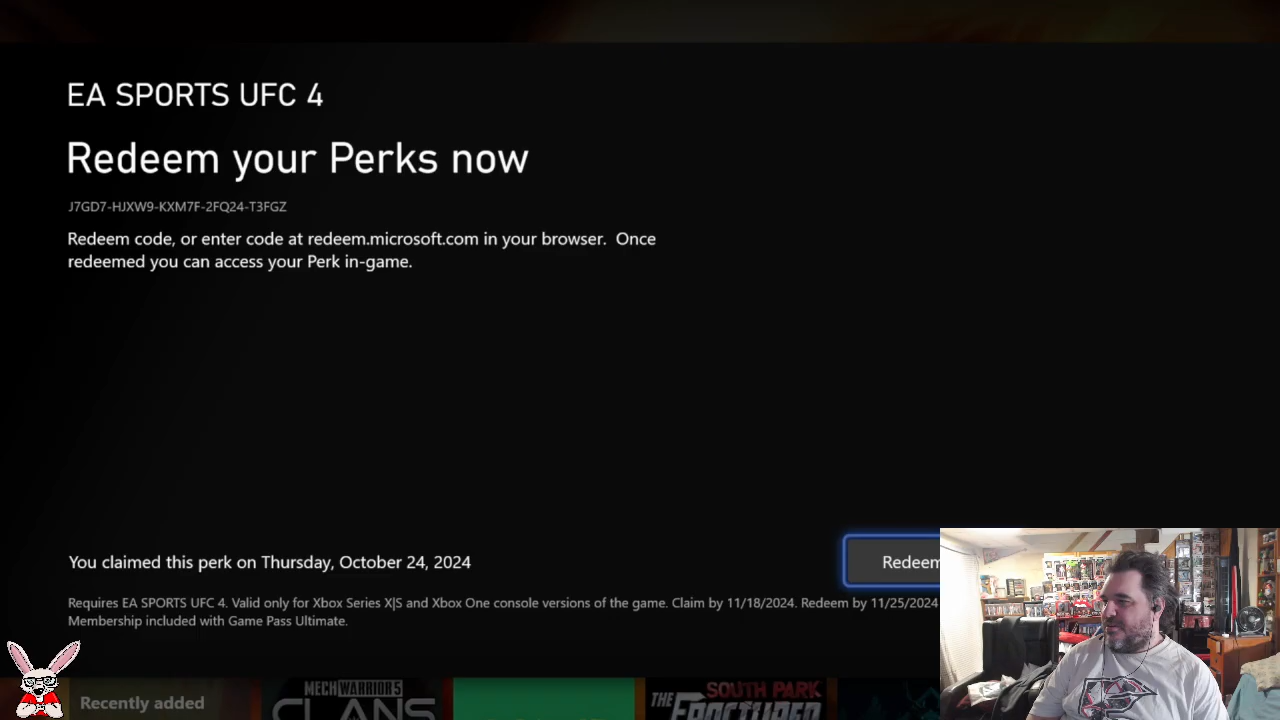 EA SPORTS UFC 4
Redeem your Perks now
J7GD7-HJXW9-KXM7F-2FQ24-T3FGZ
Redeem code, or enter code at redeem.microsoft.com in your browser.  Once
redeemed you can access your Perk in-game.
You claimed this perk on Thursday, October 24, 2024
Redeem
Requires EA SPORTS UFC 4. Valid only for Xbox Series X|S and Xbox One console versions of the game. Claim by 11/18/2024. Redeem by 11/25/2024
Membership included with Game Pass Ultimate.
Recently added
MECHWARRIOR 5
CLANS
SOUTH PARK
THE FRACTURED